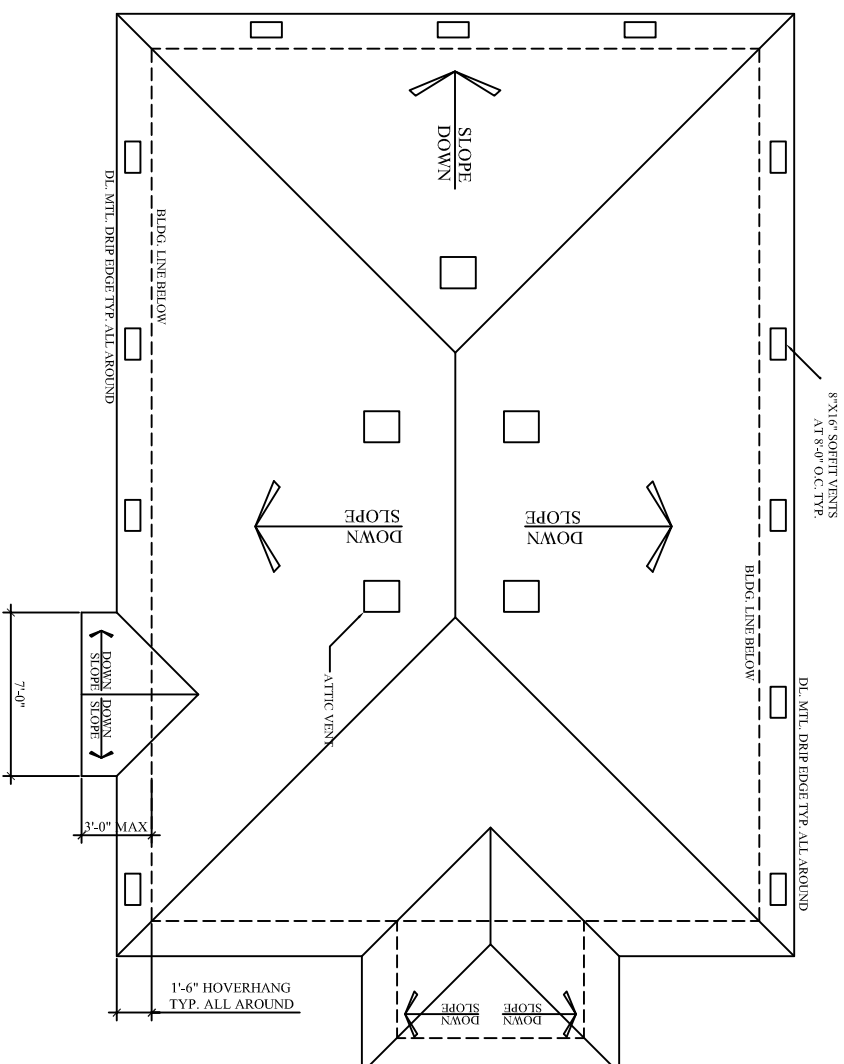 SLOPE
DOWN
DL. MTL. DRIP EDGE TYP. ALL AROUND
BLDG. LINE BELOW
8"X16" SOFFIT VENTS
AT 8'-0" O.C. TYP.
SLOPE
DOWN
SLOPE
DOWN
BLDG. LINE BELOW
DL. MTL. DRIP EDGE TYP. ALL AROUND
ATTIC VENT
DOWN
SLOPE
DOWN
SLOPE
7'-0"
3'-0" MAX
1'-6" HOVERHANG
TYP. ALL AROUND
SLOPE
DOWN
SLOPE
DOWN